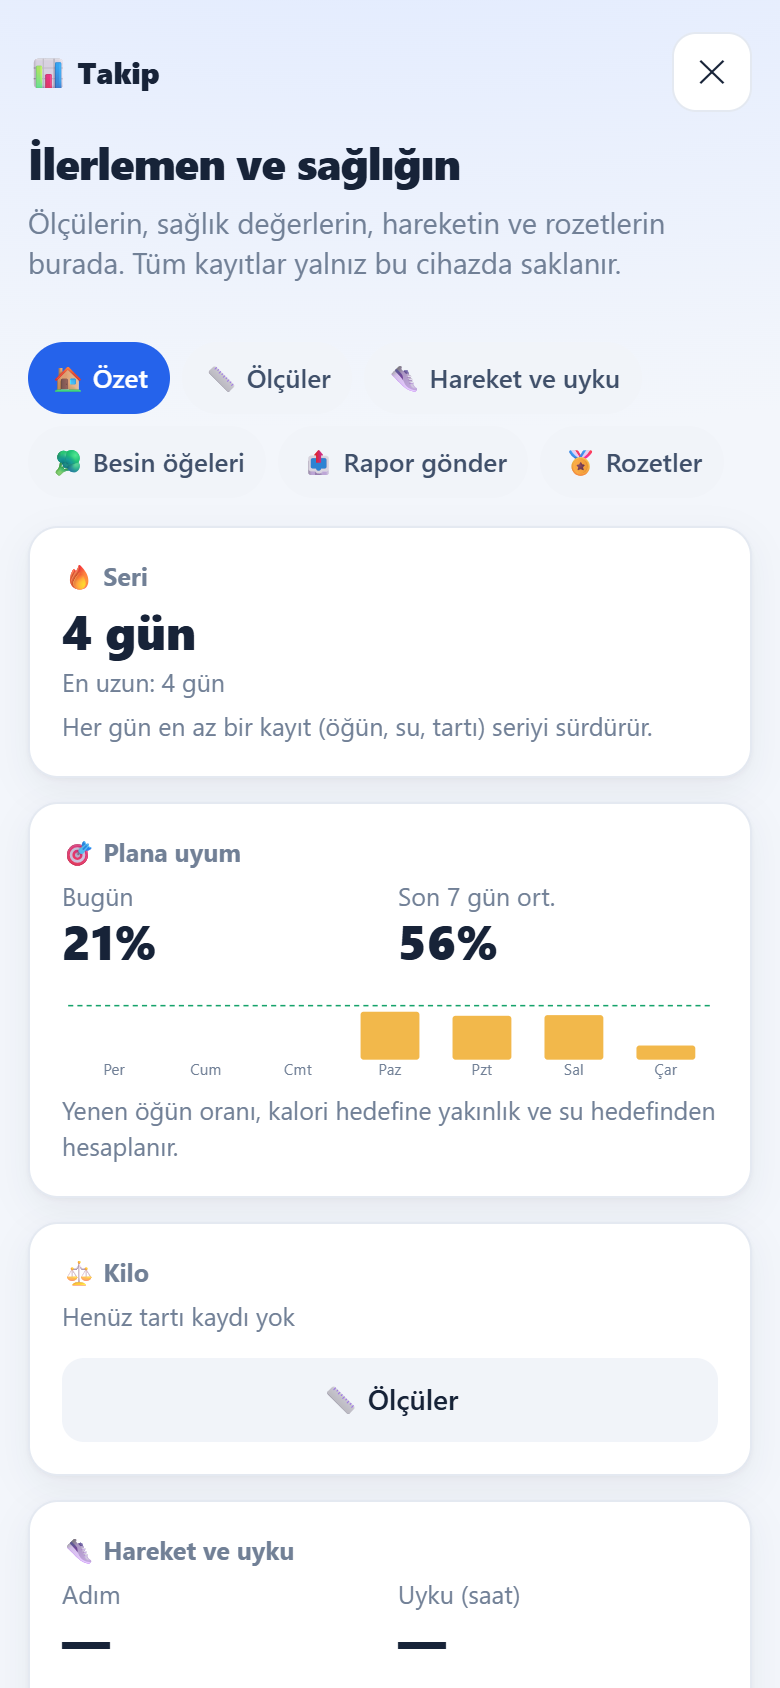 Takip
İlerlemen ve sağlığın
Ölçülerin, sağlık değerlerin, hareketin ve rozetlerin
burada. Tüm kayıtlar yalnız bu cihazda saklanır.
Özet
Ölçüler
Hareket ve uyku
Besin öğeleri
Rapor gönder
Rozetler
Seri
4 gün
En uzun: 4 gün
Her gün en az bir kayıt (öğün, su, tartı) seriyi sürdürür.
Plana uyum
Bugün
21%
Son 7 gün ort.
56%
Per Cum Cmt Paz Pzt Sal Çar
Yenen öğün oranı, kalori hedefine yakınlık ve su hedefinden
hesaplanır.
Kilo
Henüz tartı kaydı yok
Ölçüler
Hareket ve uyku
Adım
—
Uyku (saat)
—